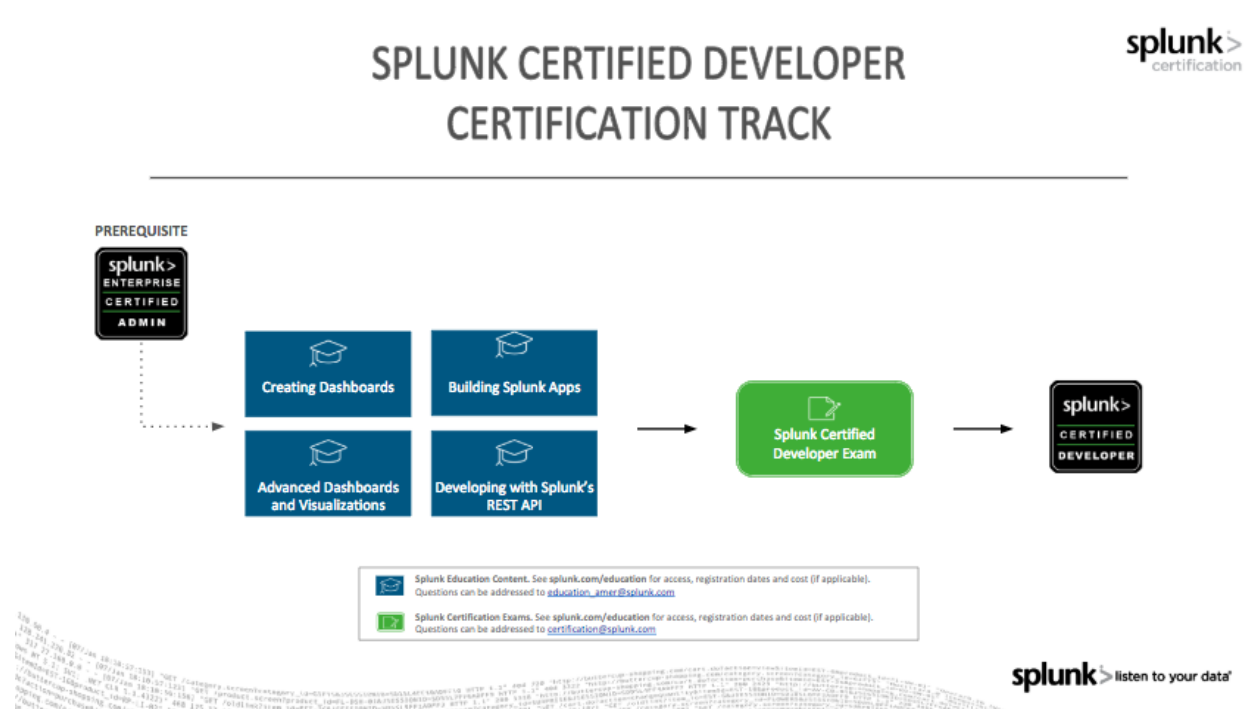 SPLUNK CERTIFIED DEVELOPER
CERTIFICATION TRACK
splunk>
certification
PREREQUISITE
splunk>
ENTERPRISE
CERTIFIED
ADMIN
Creating Dashboards
Building Splunk Apps
Advanced Dashboards
and Visualizations
Developing with Splunk's
REST API
Splunk Certified
Developer Exam
splunk>
CERTIFIED
DEVELOPER
Splunk Education Content. See splunk.com/education for access, registration dates and cost (if applicable).
Questions can be addressed to education_amer@splunk.com
Splunk Certification Exams. See splunk.com/education for access, registration dates and cost (if applicable).
Questions can be addressed to certification@splunk.com
splunk> listen to your data®